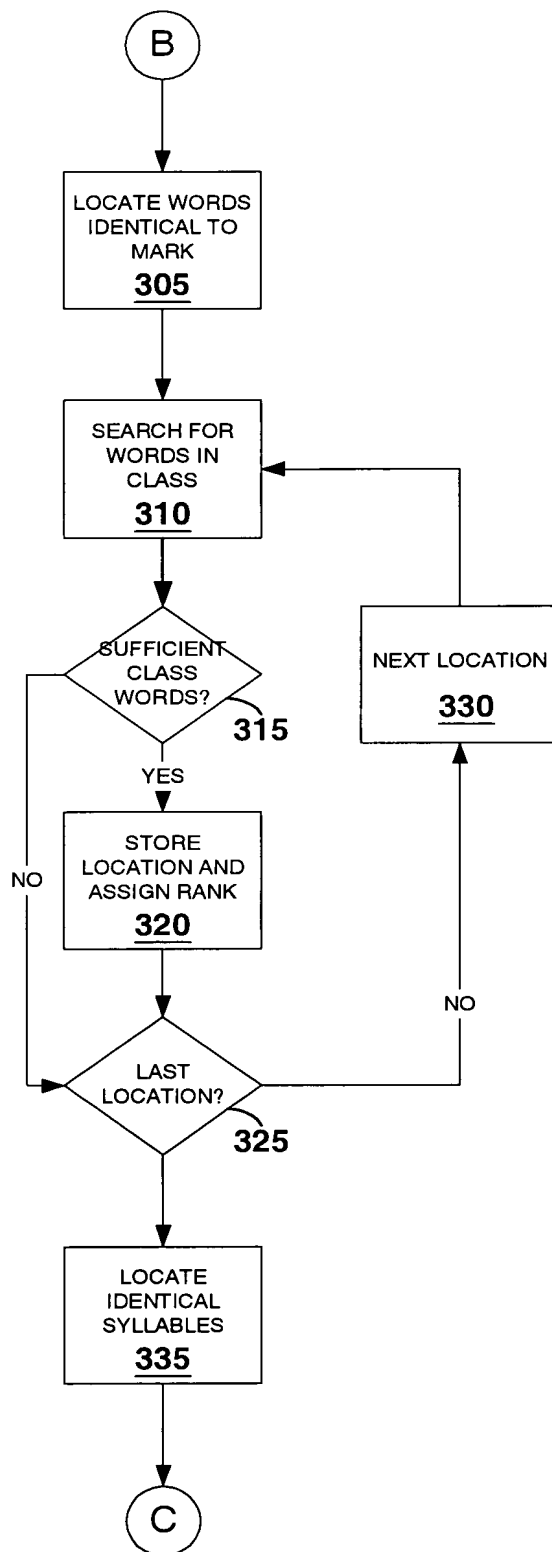 B
LOCATE WORDS
IDENTICAL TO
MARK
305
SEARCH FOR
WORDS IN
CLASS
310
SUFFICIENT
CLASS
WORDS?
315
NEXT LOCATION
330
YES
STORE
LOCATION AND
ASSIGN RANK
320
NO
NO
LAST
LOCATION?
325
LOCATE
IDENTICAL
SYLLABLES
335
C